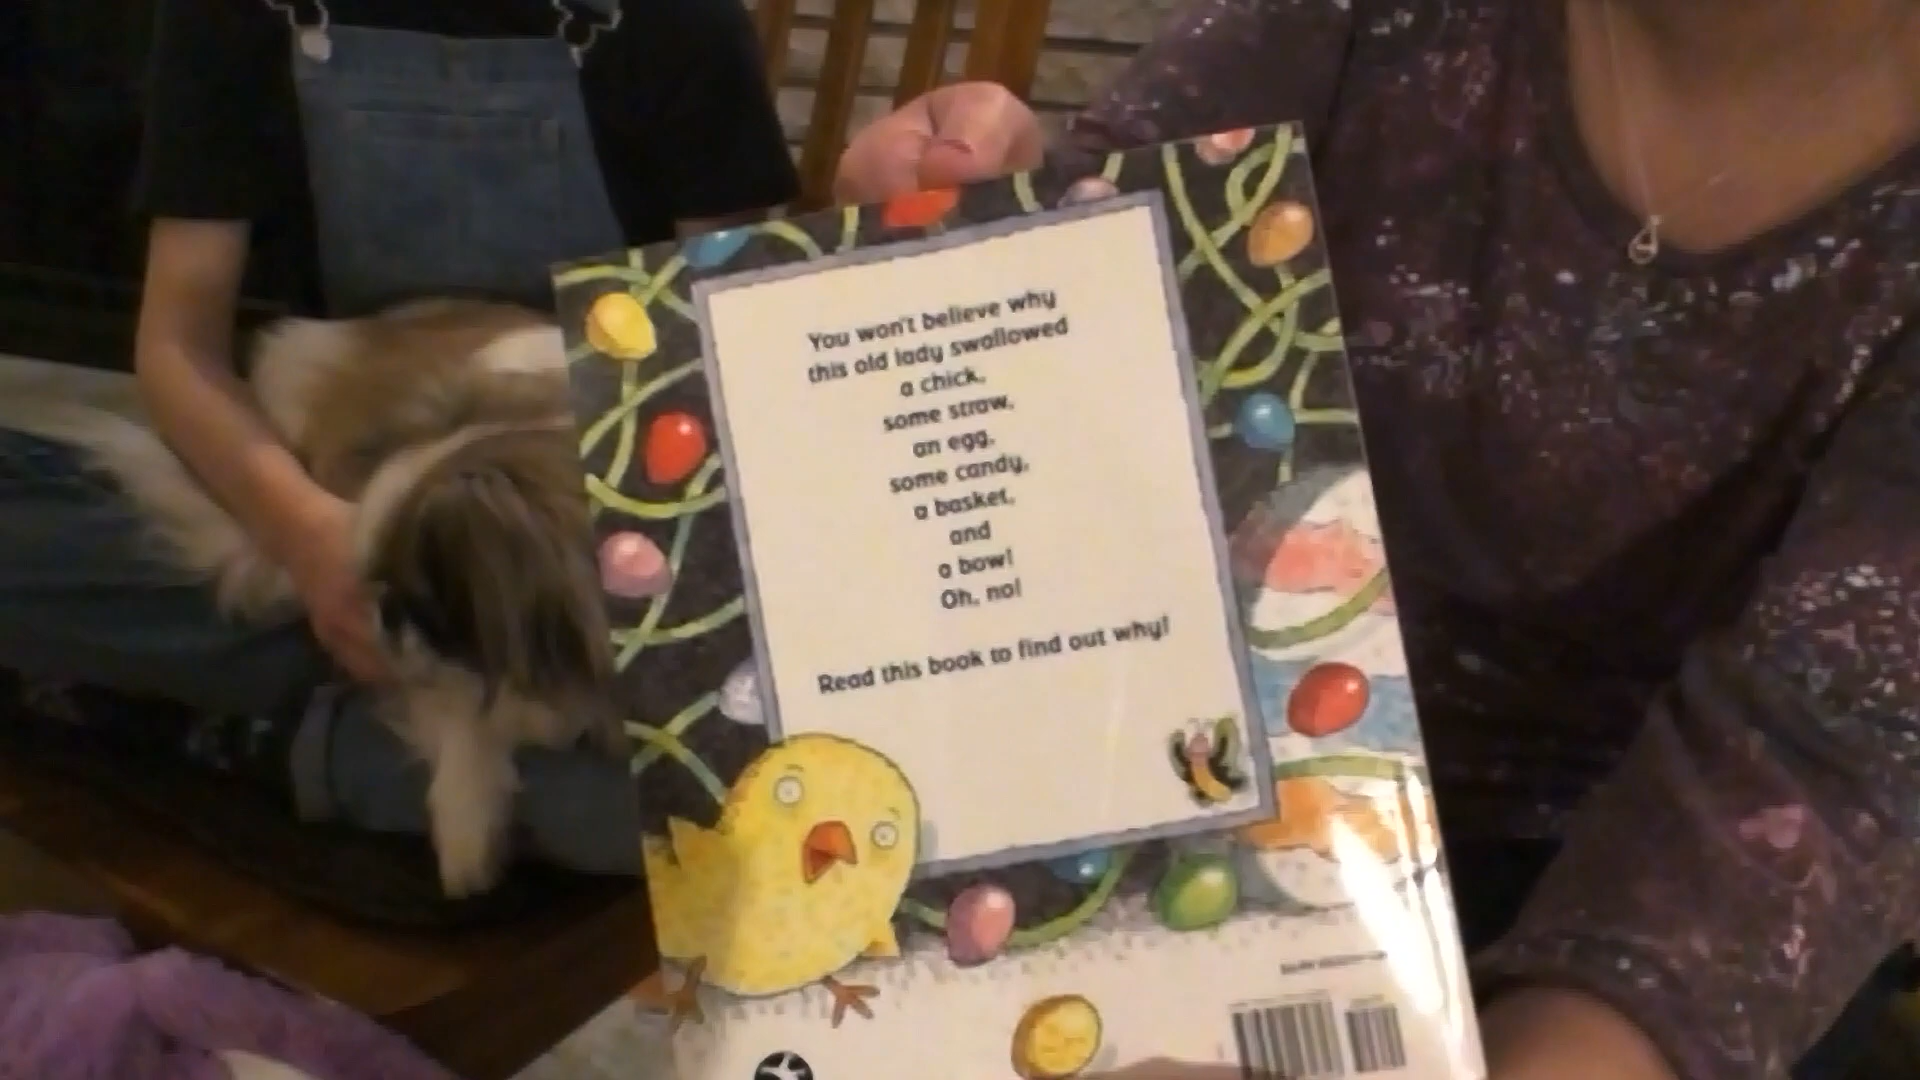 You won't believe why
this old lady swallowed
a chick,
some straw,
an egg,
some candy,
a basket,
and
a bow!
Oh, no!
Read this book to find out why!